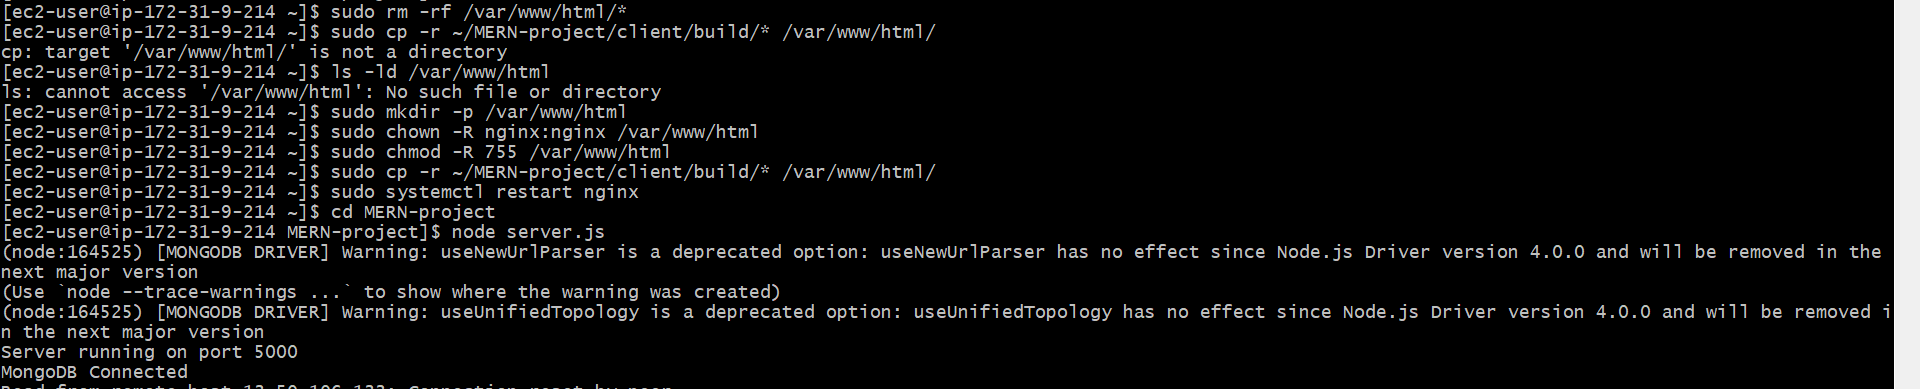 [ec2-user@ip-172-31-9-214 ~]$ sudo rm -rf /var/www/html/*
[ec2-user@ip-172-31-9-214 ~]$ sudo cp -r ~/MERN-project/client/build/* /var/www/html/
cp: target '/var/www/html/' is not a directory
[ec2-user@ip-172-31-9-214 ~]$ ls -ld /var/www/html
ls: cannot access '/var/www/html': No such file or directory
[ec2-user@ip-172-31-9-214 ~]$ sudo mkdir -p /var/www/html
[ec2-user@ip-172-31-9-214 ~]$ sudo chown -R nginx:nginx /var/www/html
[ec2-user@ip-172-31-9-214 ~]$ sudo chmod -R 755 /var/www/html
[ec2-user@ip-172-31-9-214 ~]$ sudo cp -r ~/MERN-project/client/build/* /var/www/html/
[ec2-user@ip-172-31-9-214 ~]$ sudo systemctl restart nginx
[ec2-user@ip-172-31-9-214 ~]$ cd MERN-project
[ec2-user@ip-172-31-9-214 MERN-project]$ node server.js
(node:164525) [MONGODB DRIVER] Warning: useNewUrlParser is a deprecated option: useNewUrlParser has no effect since Node.js Driver version 4.0.0 and will be removed in the
next major version
(Use `node --trace-warnings ...` to show where the warning was created)
(node:164525) [MONGODB DRIVER] Warning: useUnifiedTopology is a deprecated option: useUnifiedTopology has no effect since Node.js Driver version 4.0.0 and will be removed i
n the next major version
Server running on port 5000
MongoDB Connected